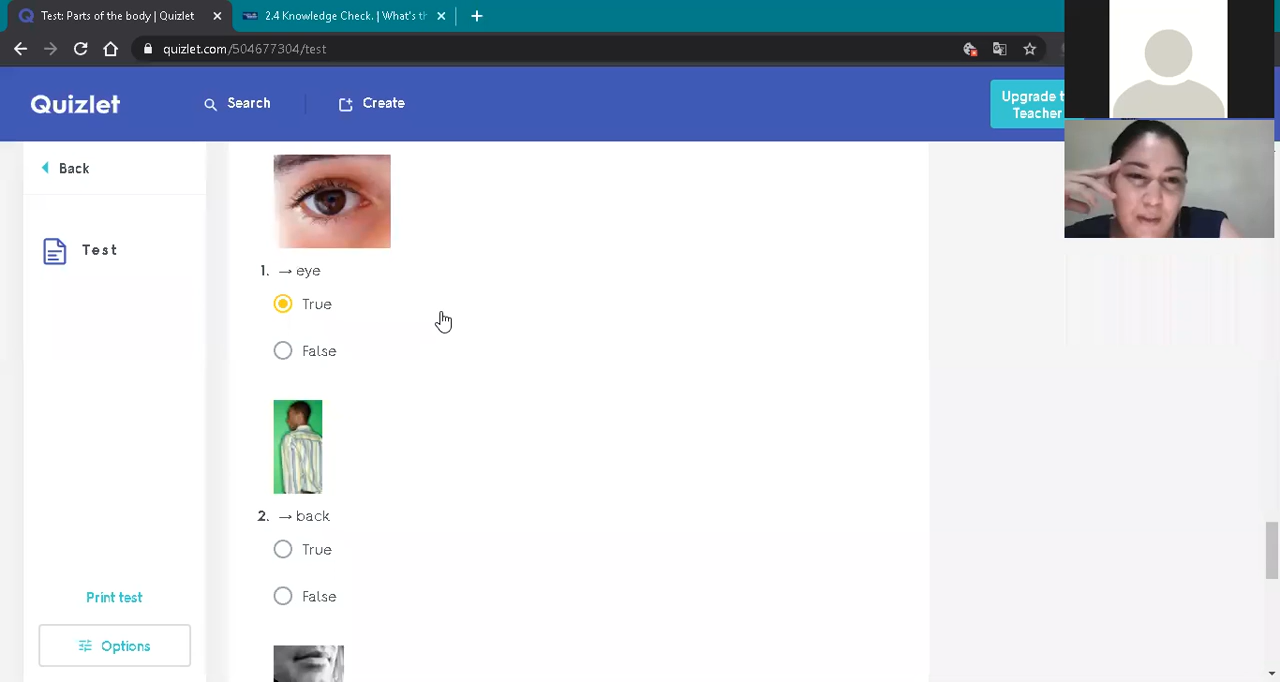 Test: Parts of the body | Quizlet
2.4 Knowledge Check. | What's th
quizlet.com/504677304/test
Quizlet
Search
Create
Upgrade t
Teacher
Back
Test
1. → eye
True
False
2. → back
True
False
Print test
Options